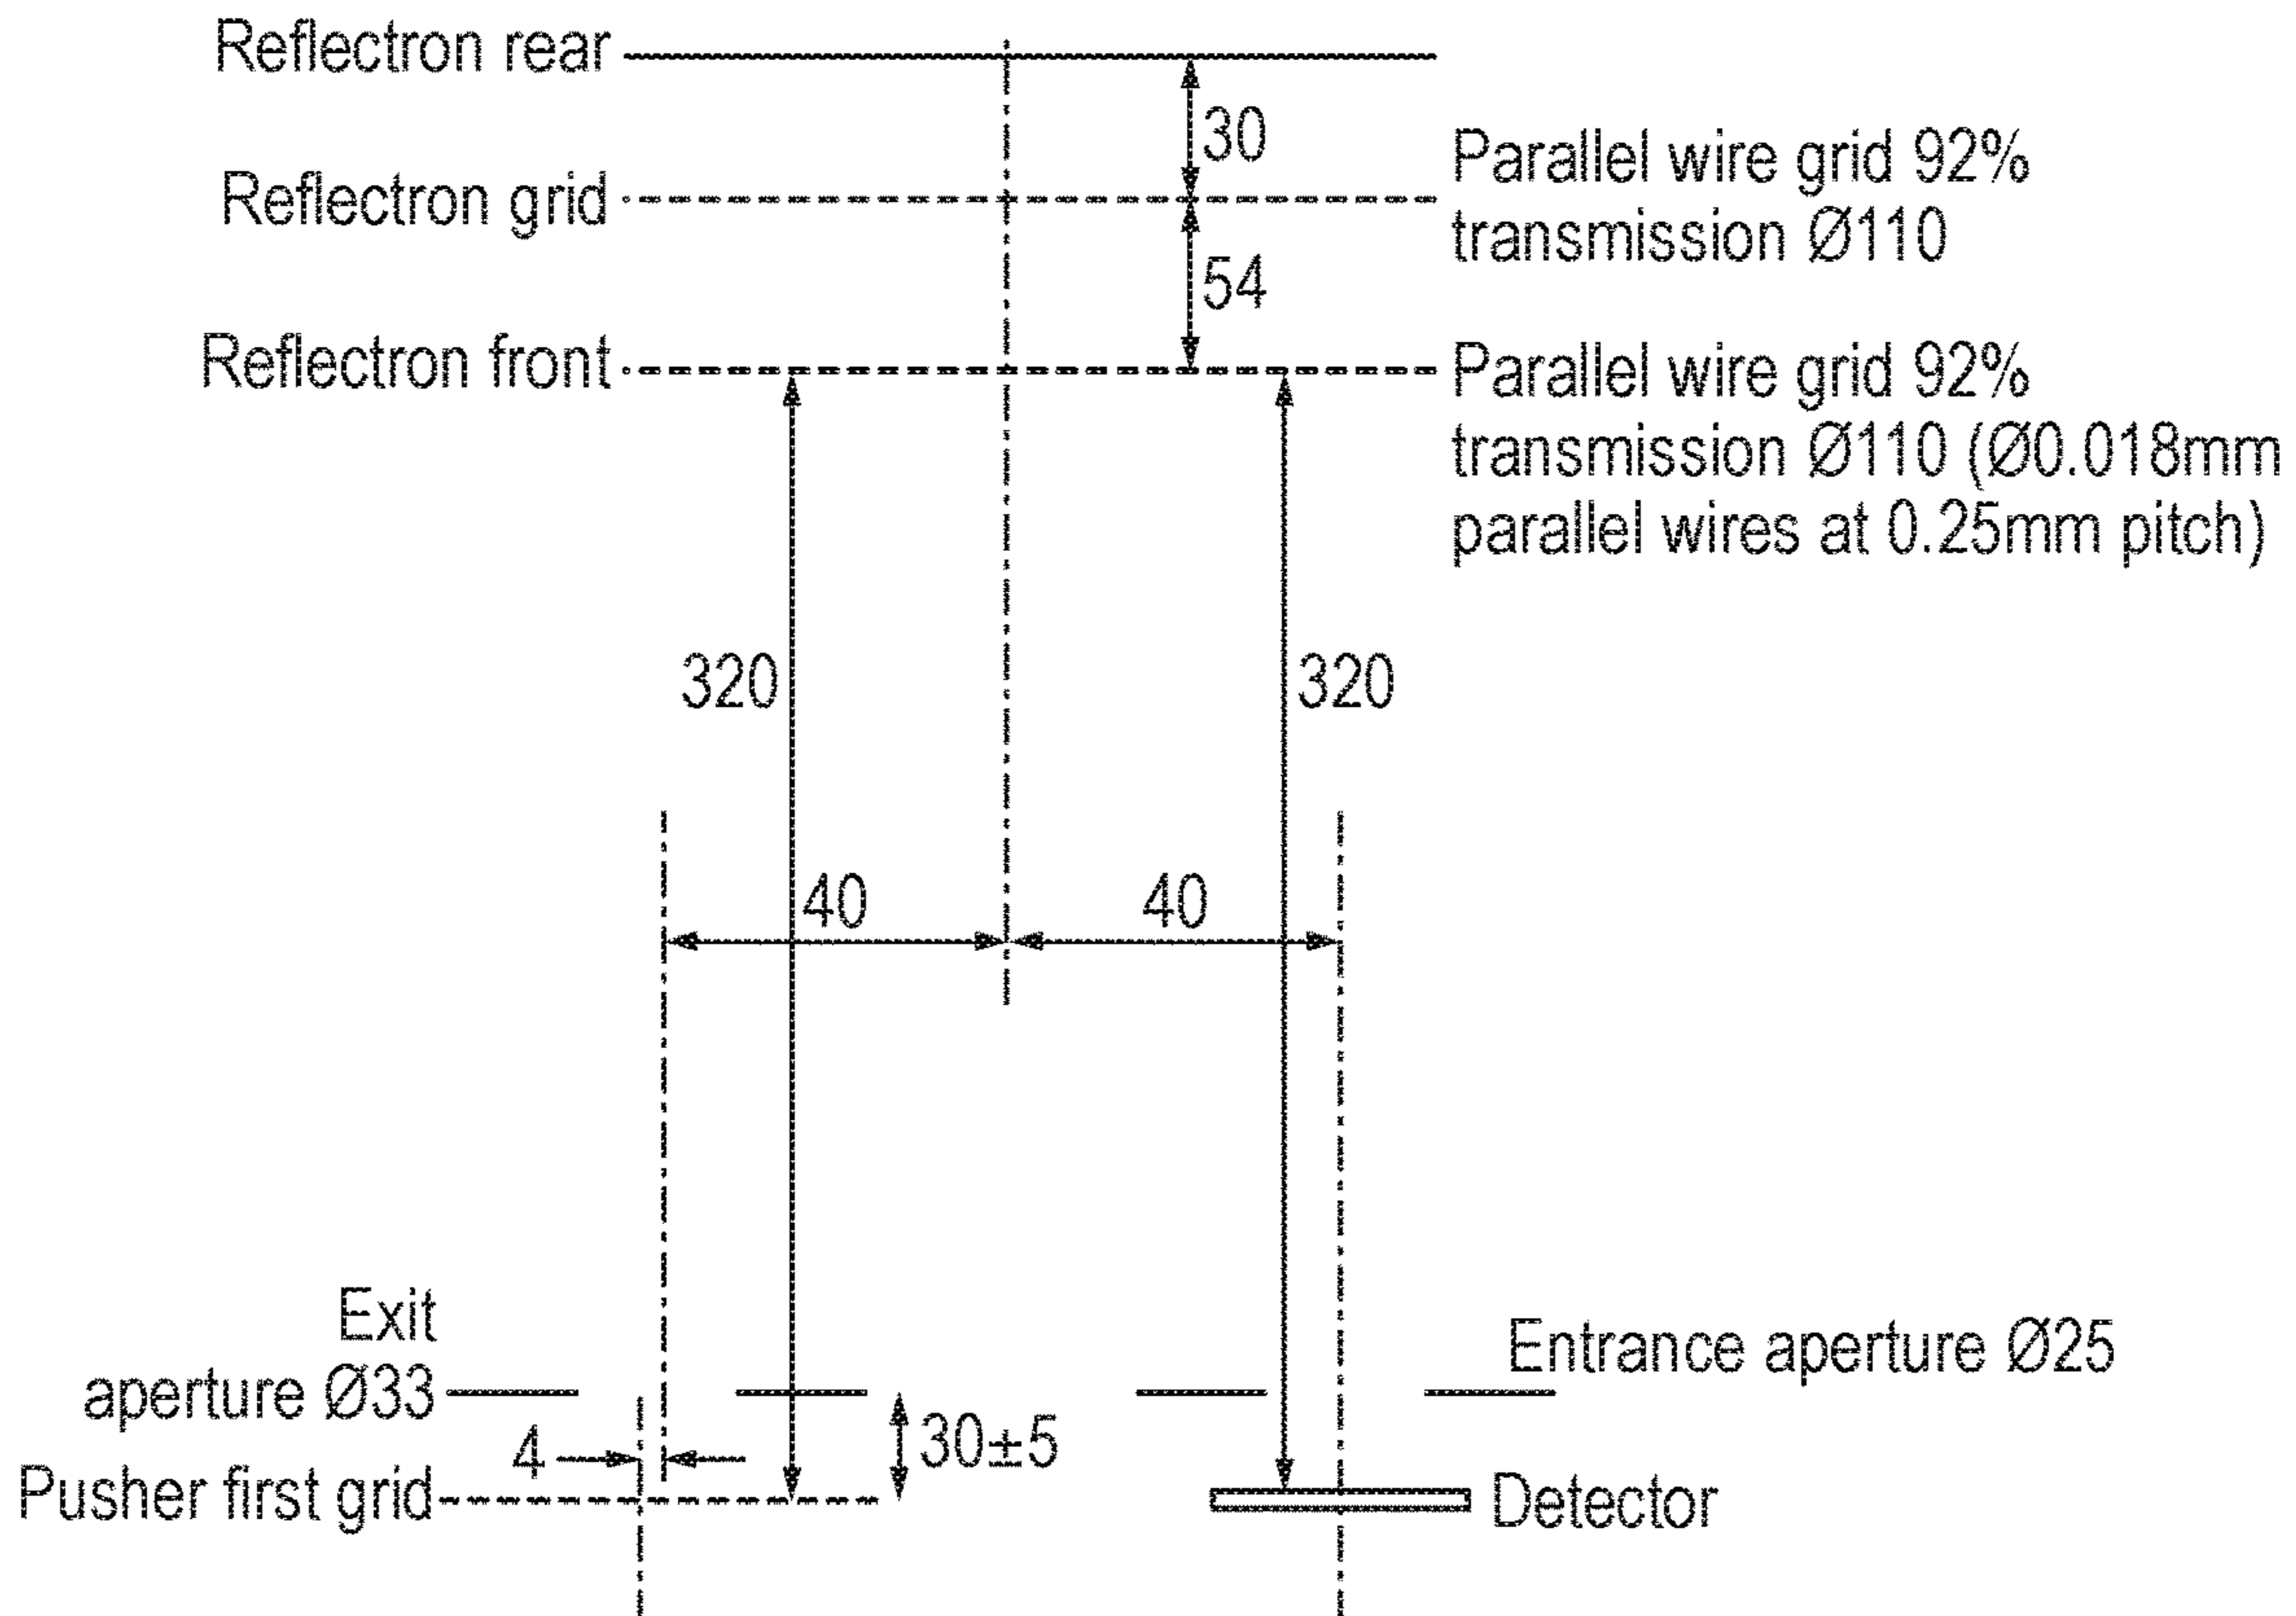 Reflectron rear
30
Reflectron grid
Parallel wire grid 92%
transmission Ø110
54
Reflectron front
Parallel wire grid 92%
transmission Ø110 (Ø0.018mm
parallel wires at 0.25mm pitch)
320
320
40
40
Exit
aperture Ø33
Entrance aperture Ø25
4
30±5
Pusher first grid
Detector